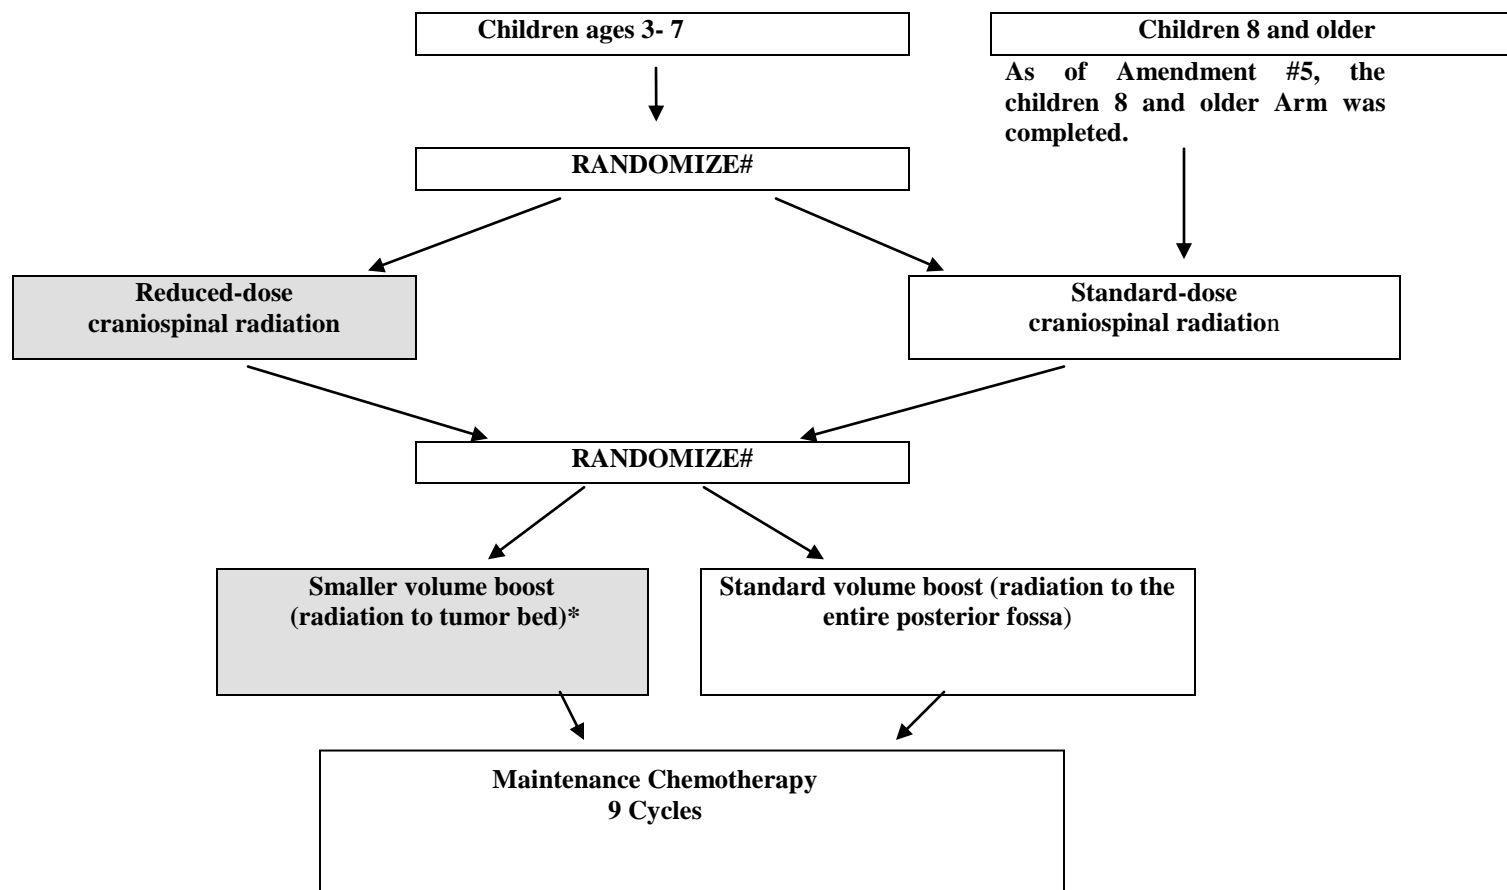 Children ages 3- 7
Children 8 and older
As of Amendment #5, the
children 8 and older Arm was
completed.
RANDOMIZE#
Reduced-dose
craniospinal radiation
Standard-dose
craniospinal radiation
RANDOMIZE#
Smaller volume boost
(radiation to tumor bed)*
Standard volume boost (radiation to the
entire posterior fossa)
Maintenance Chemotherapy
9 Cycles